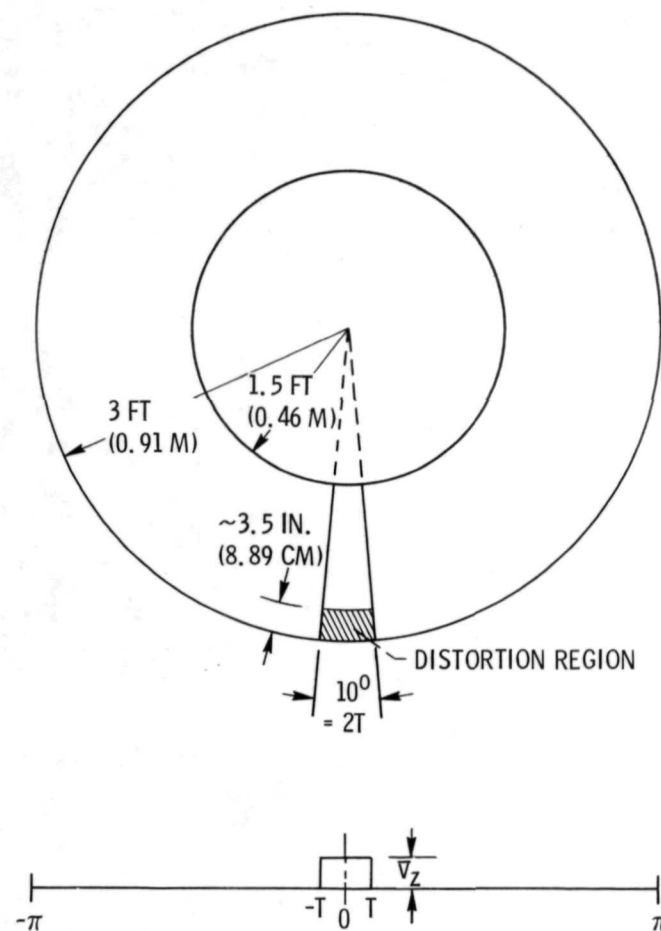 1.5 FT
(0.46 M)
3 FT
(0.91 M)
~3.5 IN.
(8.89 CM)
DISTORTION REGION
10⁰
= 2T
V̄z
-π
-T
0
T
π